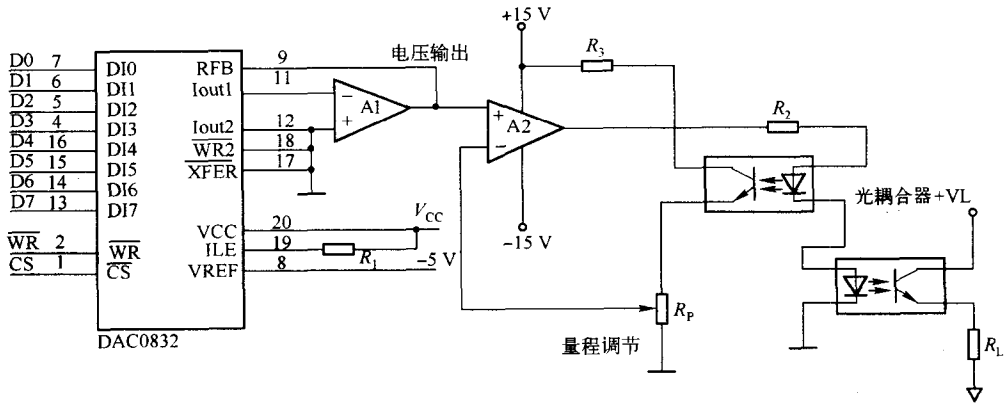 +15 V
电压输出
R3
D0 7 DI0 RFB 9
D1 6 DI1 Iout1 11
D2 5 DI2
D3 4 DI3 Iout2 12
D4 16 DI4 WR2 18
D5 15 DI5 XFER 17
D6 14 DI6
D7 13 DI7
A1
A2
R2
-15 V
光耦合器+VL
VCC 20 VCC
WR 2 WR ILE 19 R1
-5 V
CS 1 CS VREF 8
RP
量程调节
RL
DAC0832